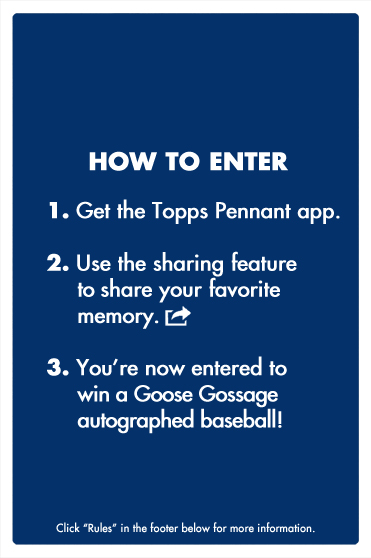 HOW TO ENTER
1. Get the Topps Pennant app.
2. Use the sharing feature
to share your favorite
memory.
3. You’re now entered to
win a Goose Gossage
autographed baseball!
Click “Rules” in the footer below for more information.